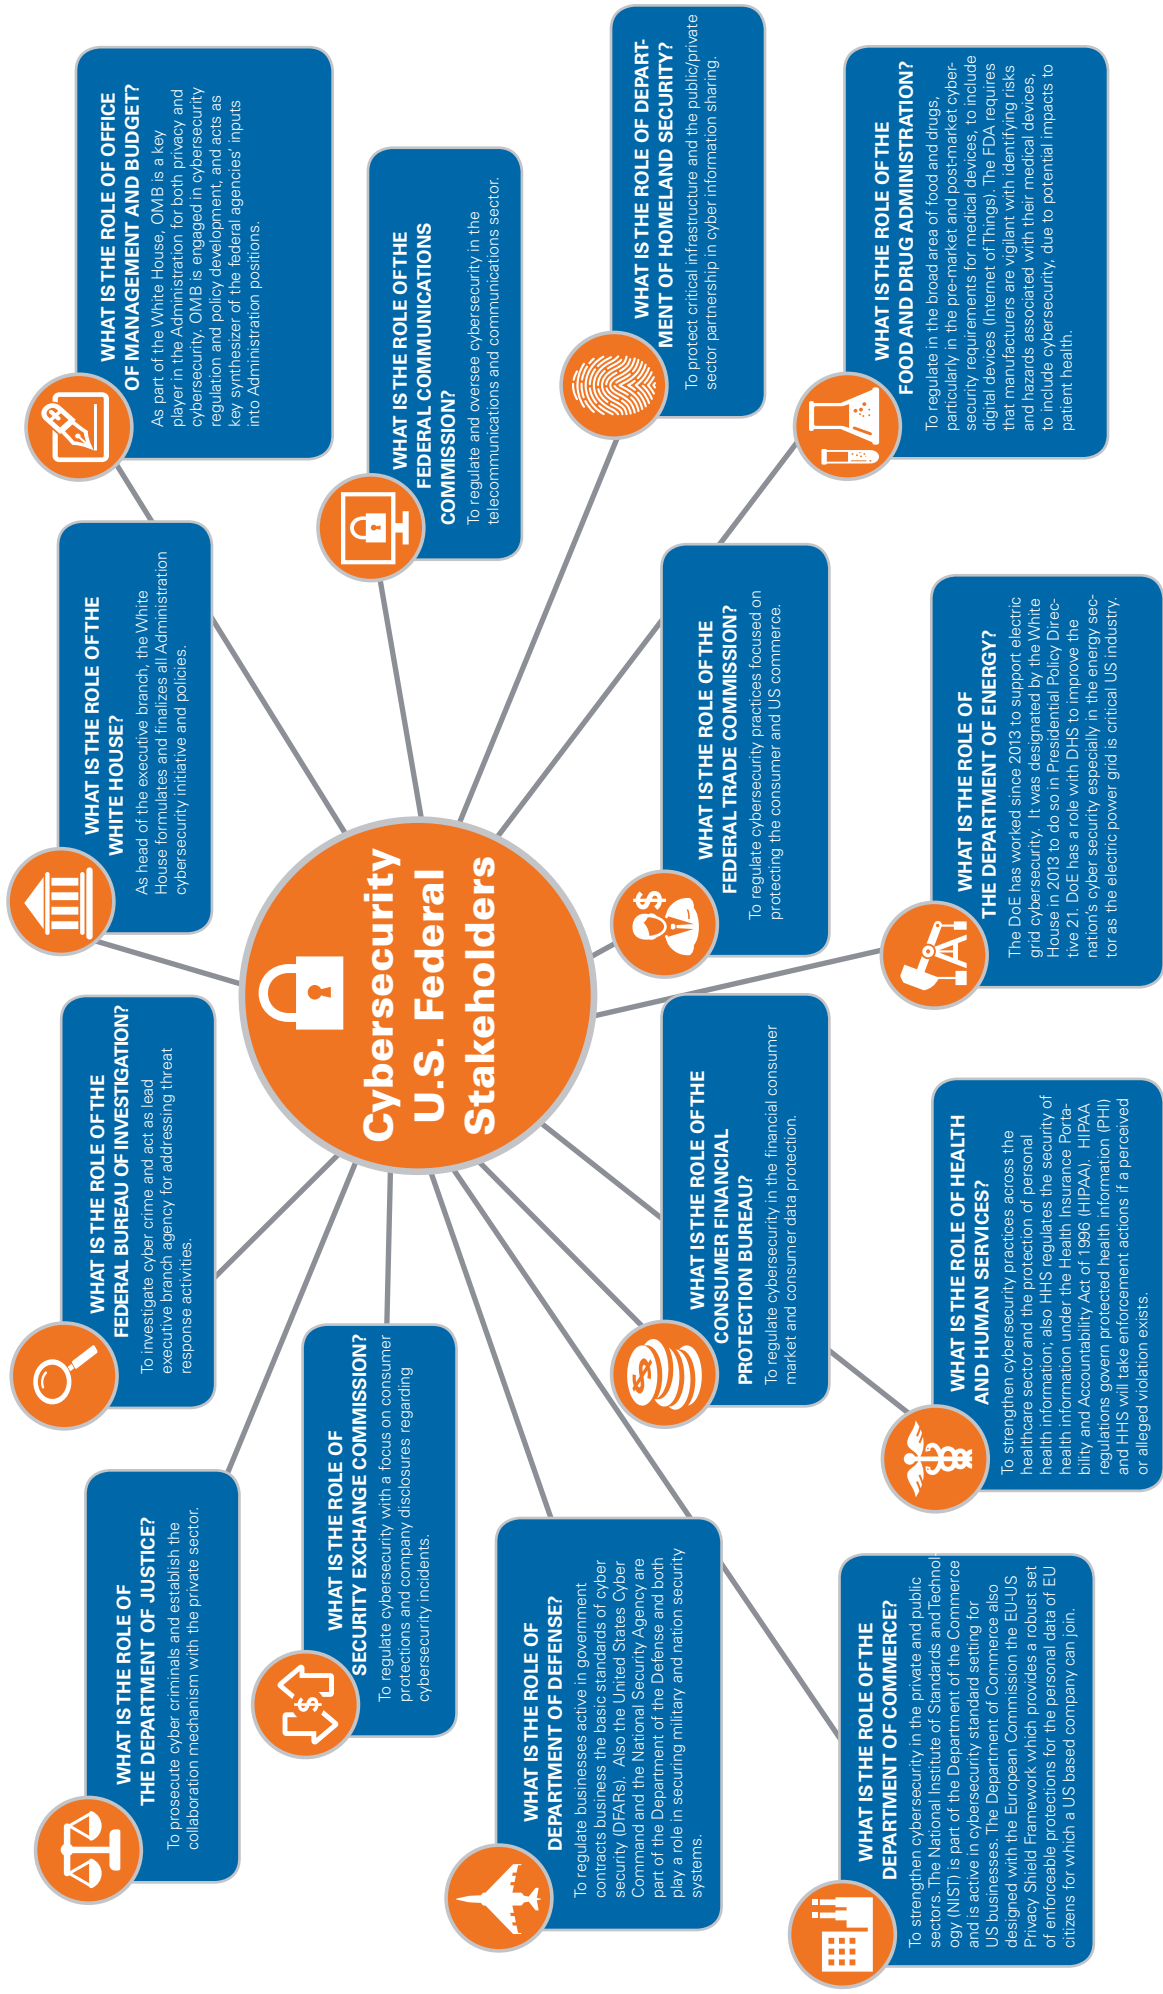 Cybersecurity
U.S. Federal
Stakeholders
WHAT IS THE ROLE OF
THE DEPARTMENT OF JUSTICE?
To prosecute cyber criminals and establish the
collaboration mechanism with the private sector.
WHAT IS THE ROLE OF THE
FEDERAL BUREAU OF INVESTIGATION?
To investigate cyber crime and act as lead
executive branch agency for addressing threat
response activities.
WHAT IS THE ROLE OF THE
WHITE HOUSE?
As head of the executive branch, the White
House formulates and finalizes all Administration
cybersecurity initiative and policies.
WHAT IS THE ROLE OF OFFICE
OF MANAGEMENT AND BUDGET?
As part of the White House, OMB is a key
player in the Administration for both privacy and
cybersecurity. OMB is engaged in cybersecurity
regulation and policy development, and acts as
key synthesizer of the federal agencies' inputs
into Administration positions.
WHAT IS THE ROLE OF
SECURITY EXCHANGE COMMISSION?
To regulate cybersecurity with a focus on consumer
protections and company disclosures regarding
cybersecurity incidents.
WHAT IS THE ROLE OF THE
FEDERAL COMMUNICATIONS
COMMISSION?
To regulate and oversee cybersecurity in the
telecommunications and communications sector.
WHAT IS THE ROLE OF
DEPARTMENT OF DEFENSE?
To regulate businesses active in government
contracts business the basic standards of cyber
security (DFARs).  Also the United States Cyber
Command and the National Security Agency are
part of the Department of the Defense and both
play a role in securing military and nation security
systems.
WHAT IS THE ROLE OF DEPART-
MENT OF HOMELAND SECURITY?
To protect critical infrastructure and the public/private
sector partnership in cyber information sharing.
WHAT IS THE ROLE OF THE
CONSUMER FINANCIAL
PROTECTION BUREAU?
To regulate cybersecurity in the financial consumer
market and consumer data protection.
WHAT IS THE ROLE OF THE
FEDERAL TRADE COMMISSION?
To regulate cybersecurity practices focused on
protecting the consumer and US commerce.
WHAT IS THE ROLE OF THE
DEPARTMENT OF COMMERCE?
To strengthen cybersecurity in the private and public
sectors. The National Institute of Standards and Technol-
ogy (NIST) is part of the Department of the Commerce
and is active in cybersecurity standard setting for
US businesses. The Department of Commerce also
designed with the European Commission the EU-US
Privacy Shield Framework which provides a robust set
of enforceable protections for the personal data of EU
citizens for which a US based company can join.
WHAT IS THE ROLE OF HEALTH
AND HUMAN SERVICES?
To strengthen cybersecurity practices across the
healthcare sector and the protection of personal
health information; also HHS regulates the security of
health information under the Health Insurance Porta-
bility and Accountability Act of 1996 (HIPAA).  HIPAA
regulations govern protected health information (PHI)
and HHS will take enforcement actions if a perceived
or alleged violation exists.
WHAT IS THE ROLE OF
THE DEPARTMENT OF ENERGY?
The DoE has worked since 2013 to support electric
grid cybersecurity.  It was designated by the White
House in 2013 to do so in Presidential Policy Direc-
tive 21. DoE has a role with DHS to improve the
nation's cyber security especially in the energy sec-
tor as the electric power grid is critical US industry.
WHAT IS THE ROLE OF THE
FOOD AND DRUG ADMINISTRATION?
To regulate in the broad area of food and drugs,
particularly in the pre-market and post-market cyber-
security requirements for medical devices, to include
digital devices (Internet of Things). The FDA requires
that manufacturers are vigilant with identifying risks
and hazards associated with their medical devices,
to include cybersecurity, due to potential impacts to
patient health.